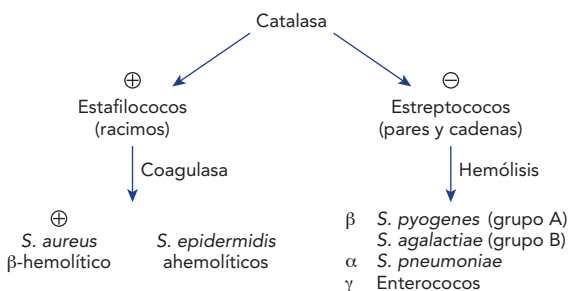 Catalasa
⊕ ⊖
Estafilococos
(racimos)
Estreptococos
(pares y cadenas)
Coagulasa
Hemólisis
⊕
S. aureus
β-hemolítico
S. epidermidis
ahemolíticos
β S. pyogenes (grupo A)
S. agalactiae (grupo B)
α S. pneumoniae
γ Enterococos